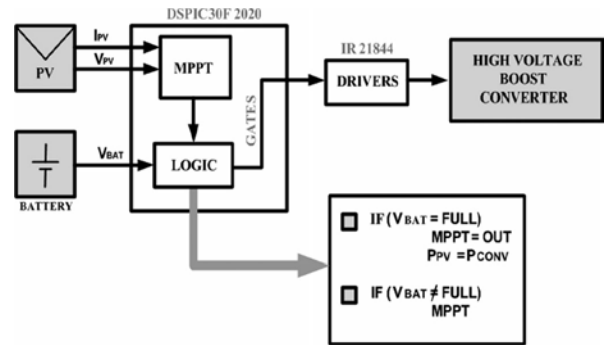 DSPIC30F 2020
IPV
VPV
PV
MPPT
IR 21844
DRIVERS
HIGH VOLTAGE
BOOST
CONVERTER
GATES
VBAT
LOGIC
BATTERY
IF (VBAT = FULL)
MPPT = OUT
PPV = PCONV
IF (VBAT ≠ FULL)
MPPT